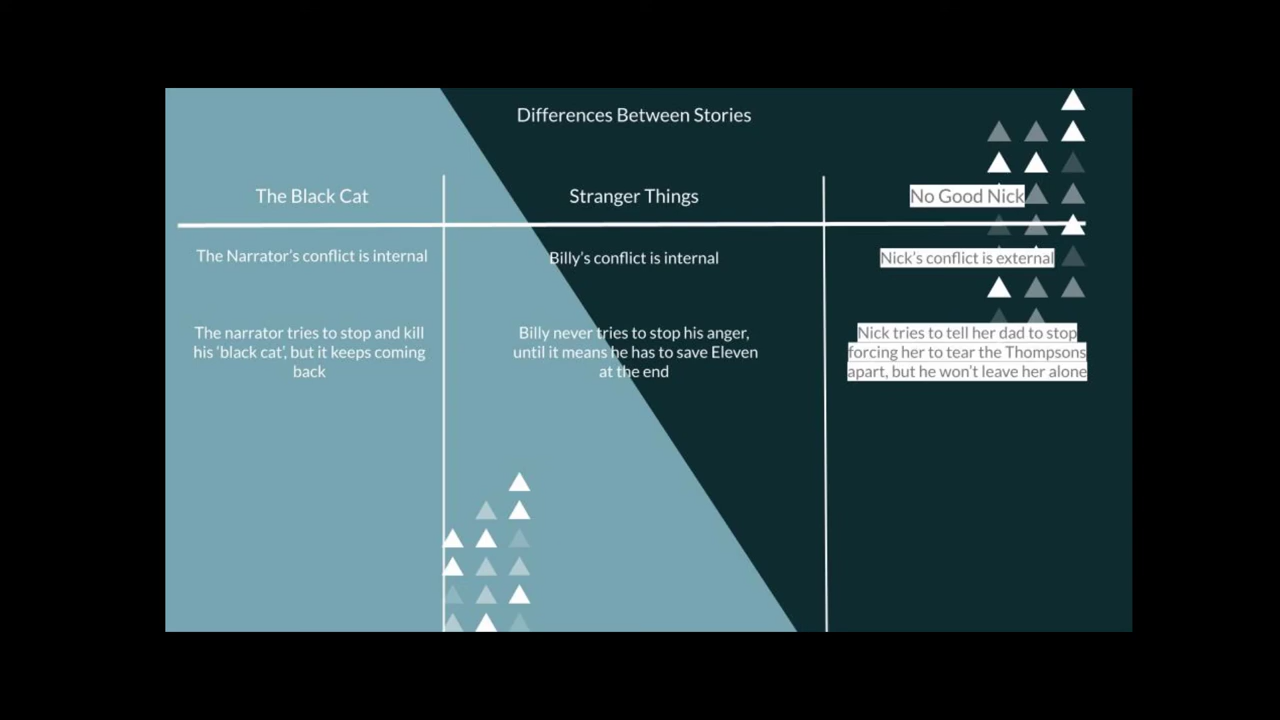 Differences Between Stories
The Black Cat
Stranger Things
No Good Nick
The Narrator's conflict is internal
Billy's conflict is internal
Nick's conflict is external
The narrator tries to stop and kill
his 'black cat', but it keeps coming
back
Billy never tries to stop his anger,
until it means he has to save Eleven
at the end
Nick tries to tell her dad to stop
forcing her to tear the Thompsons
apart, but he won't leave her alone